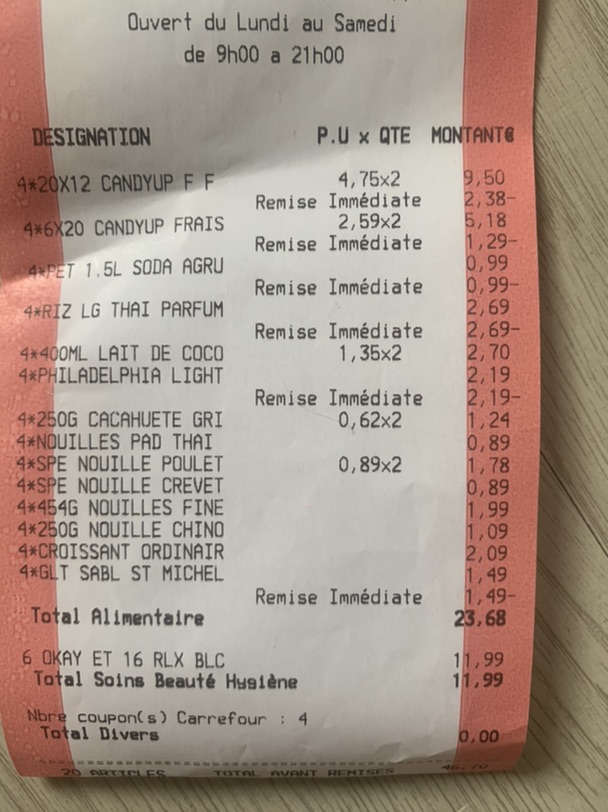 Ouvert du Lundi au Samedi
de 9h00 a 21h00
DESIGNATION P.U x QTE MONTANT€
4*20X12 CANDYUP F F 4,75x2 9,50
Remise Immédiate 2,38-
4*6X20 CANDYUP FRAIS 2,59x2 5,18
Remise Immédiate 1,29-
4*PET 1.5L SODA AGRU 0,99
Remise Immédiate 0,99-
4*RIZ LG THAI PARFUM 2,69
Remise Immédiate 2,69-
4*400ML LAIT DE COCO 1,35x2 2,70
4*PHILADELPHIA LIGHT 2,19
Remise Immédiate 2,19-
4*250G CACAHUETE GRI 0,62x2 1,24
4*NOUILLES PAD THAI 0,89
4*SPE NOUILLE POULET 0,89x2 1,78
4*SPE NOUILLE CREVET 0,89
4*454G NOUILLES FINE 1,99
4*250G NOUILLE CHINO 1,09
4*CROISSANT ORDINAIR 2,09
4*GLT SABL ST MICHEL 1,49
Remise Immédiate 1,49-
Total Alimentaire 23,68
6 OKAY ET 16 RLX BLC 11,99
Total Soins Beauté Hygiène 11,99
Nbre coupon(s) Carrefour : 4
Total Divers 0,00
20 ARTICLES TOTAL AVANT REMISES 46.70